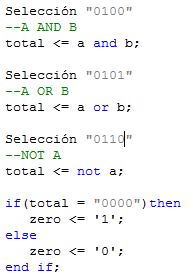 Selección "0100"
--A AND B
total <= a and b;
Selección "0101"
--A OR B
total <= a or b;
Selección "0110"
--NOT A
total <= not a;
if(total = "0000")then
zero <= '1';
else
zero <= '0';
end if;